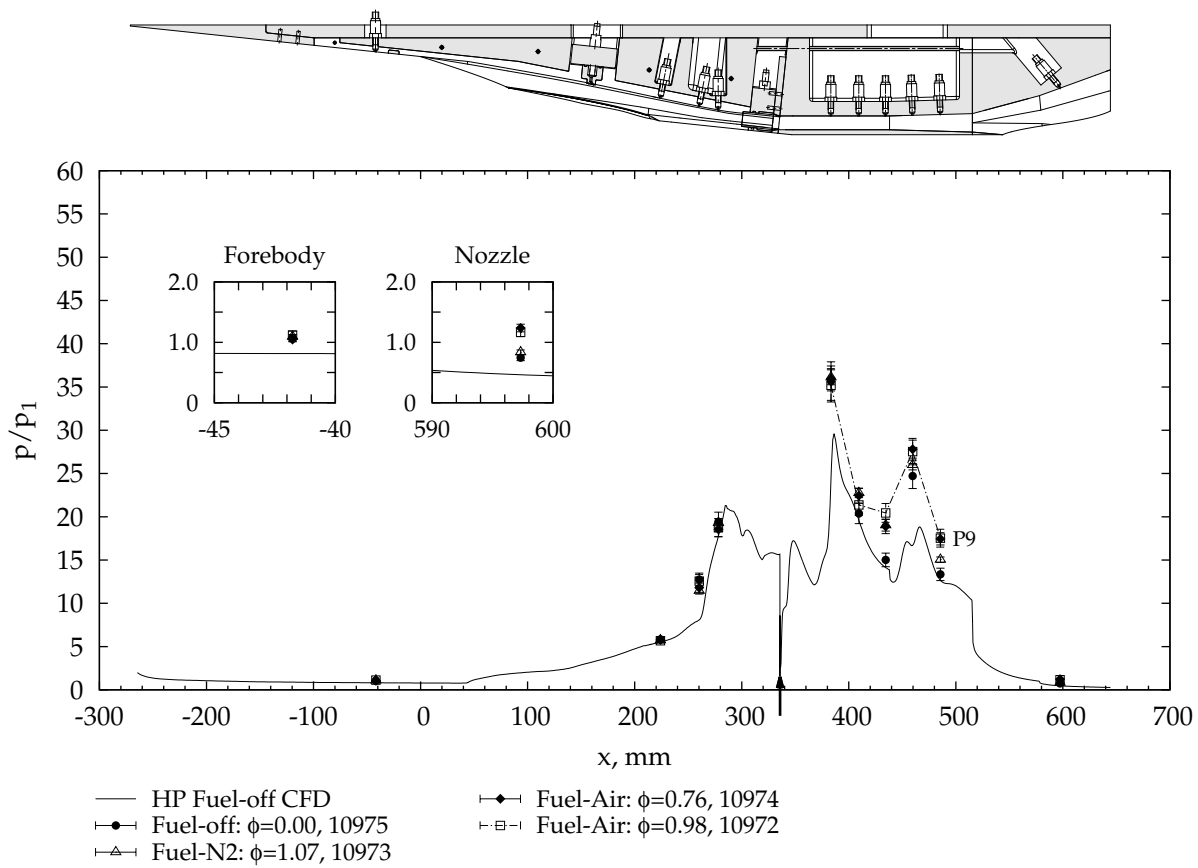 60
55
50
45
40
35
30
25
20
15
10
5
0
p/p1
Forebody
2.0
1.0
0
-45 -40
Nozzle
2.0
1.0
0
590 600
P9
-300 -200 -100 0 100 200 300 400 500 600 700
x, mm
HP Fuel-off CFD
Fuel-off: ϕ=0.00, 10975
Fuel-N2: ϕ=1.07, 10973
Fuel-Air: ϕ=0.76, 10974
Fuel-Air: ϕ=0.98, 10972